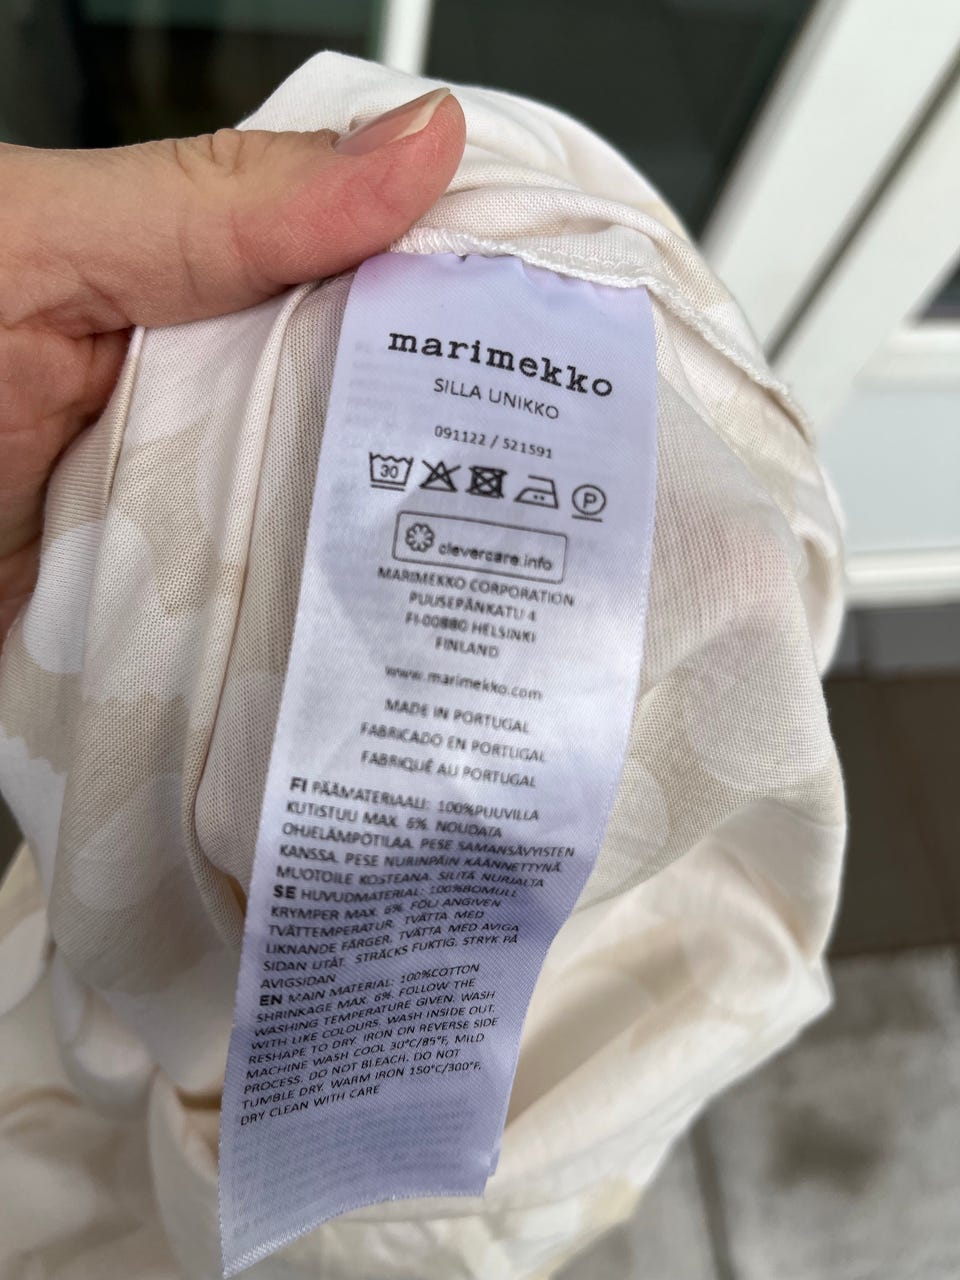 marimekko
SILLA UNIKKO
091122 / 521591
30
P
clevercare.info
MARIMEKKO CORPORATION
PUUSEPÄNKATU 4
FI-00880 HELSINKI
FINLAND
www.marimekko.com
MADE IN PORTUGAL
FABRICADO EN PORTUGAL
FABRIQUÉ AU PORTUGAL
FI PÄÄMATERIAALI: 100%PUUVILLA
KUTISTUU MAX. 6%. NOUDATA
OHJELÄMPÖTILAA. PESE SAMANSÄVYISTEN
KANSSA. PESE NURINPÄIN KÄÄNNETTYNÄ.
MUOTOILE KOSTEANA. SILITÄ NURJALTA
SE HUVUDMATERIAL: 100%BOMULL
KRYMPER MAX. 6%. FÖLJ ANGIVEN
TVÄTTEMPERATUR. TVÄTTA MED
LIKNANDE FÄRGER. TVÄTTA MED AVIGA
SIDAN UTÅT. STRÄCKS FUKTIG. STRYK PÅ
AVIGSIDAN
EN MAIN MATERIAL: 100%COTTON
SHRINKAGE MAX. 6%. FOLLOW THE
WASHING TEMPERATURE GIVEN. WASH
WITH LIKE COLOURS. WASH INSIDE OUT.
RESHAPE TO DRY. IRON ON REVERSE SIDE
MACHINE WASH COOL 30°C/85°F, MILD
PROCESS. DO NOT BLEACH. DO NOT
TUMBLE DRY. WARM IRON 150°C/300°F.
DRY CLEAN WITH CARE